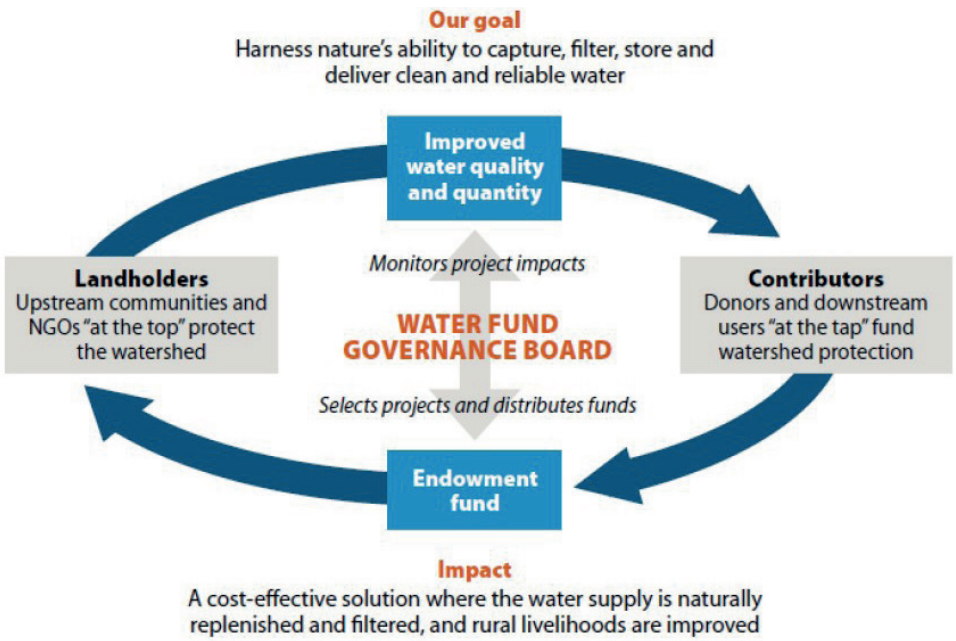 Our goal
Harness nature's ability to capture, filter, store and
deliver clean and reliable water
Improved
water quality
and quantity
Monitors project impacts
Landholders
Upstream communities and
NGOs "at the top" protect
the watershed
WATER FUND
GOVERNANCE BOARD
Contributors
Donors and downstream
users "at the tap" fund
watershed protection
Selects projects and distributes funds
Endowment
fund
Impact
A cost-effective solution where the water supply is naturally
replenished and filtered, and rural livelihoods are improved